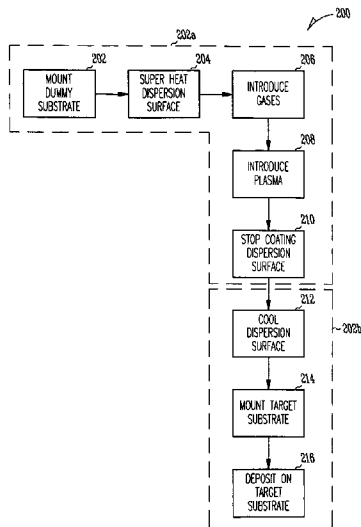 200
202a
202
MOUNT
DUMMY
SUBSTRATE
204
SUPER HEAT
DISPERSION
SURFACE
206
INTRODUCE
GASES
208
INTRODUCE
PLASMA
210
STOP COATING
DISPERSION
SURFACE
212
COOL
DISPERSION
SURFACE
202b
214
MOUNT TARGET
SUBSTRATE
216
DEPOSIT ON
TARGET
SUBSTRATE